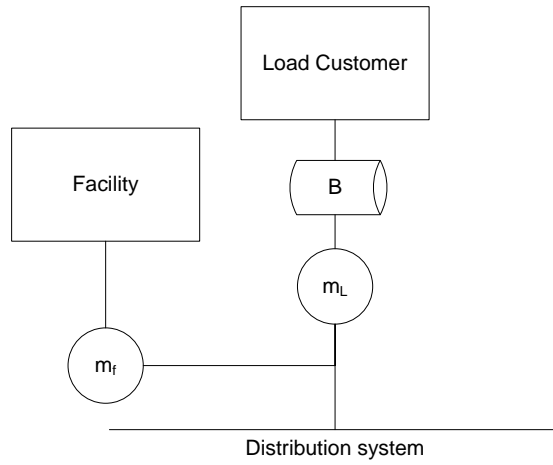 Load Customer
Facility
B
mL
mf
Distribution system